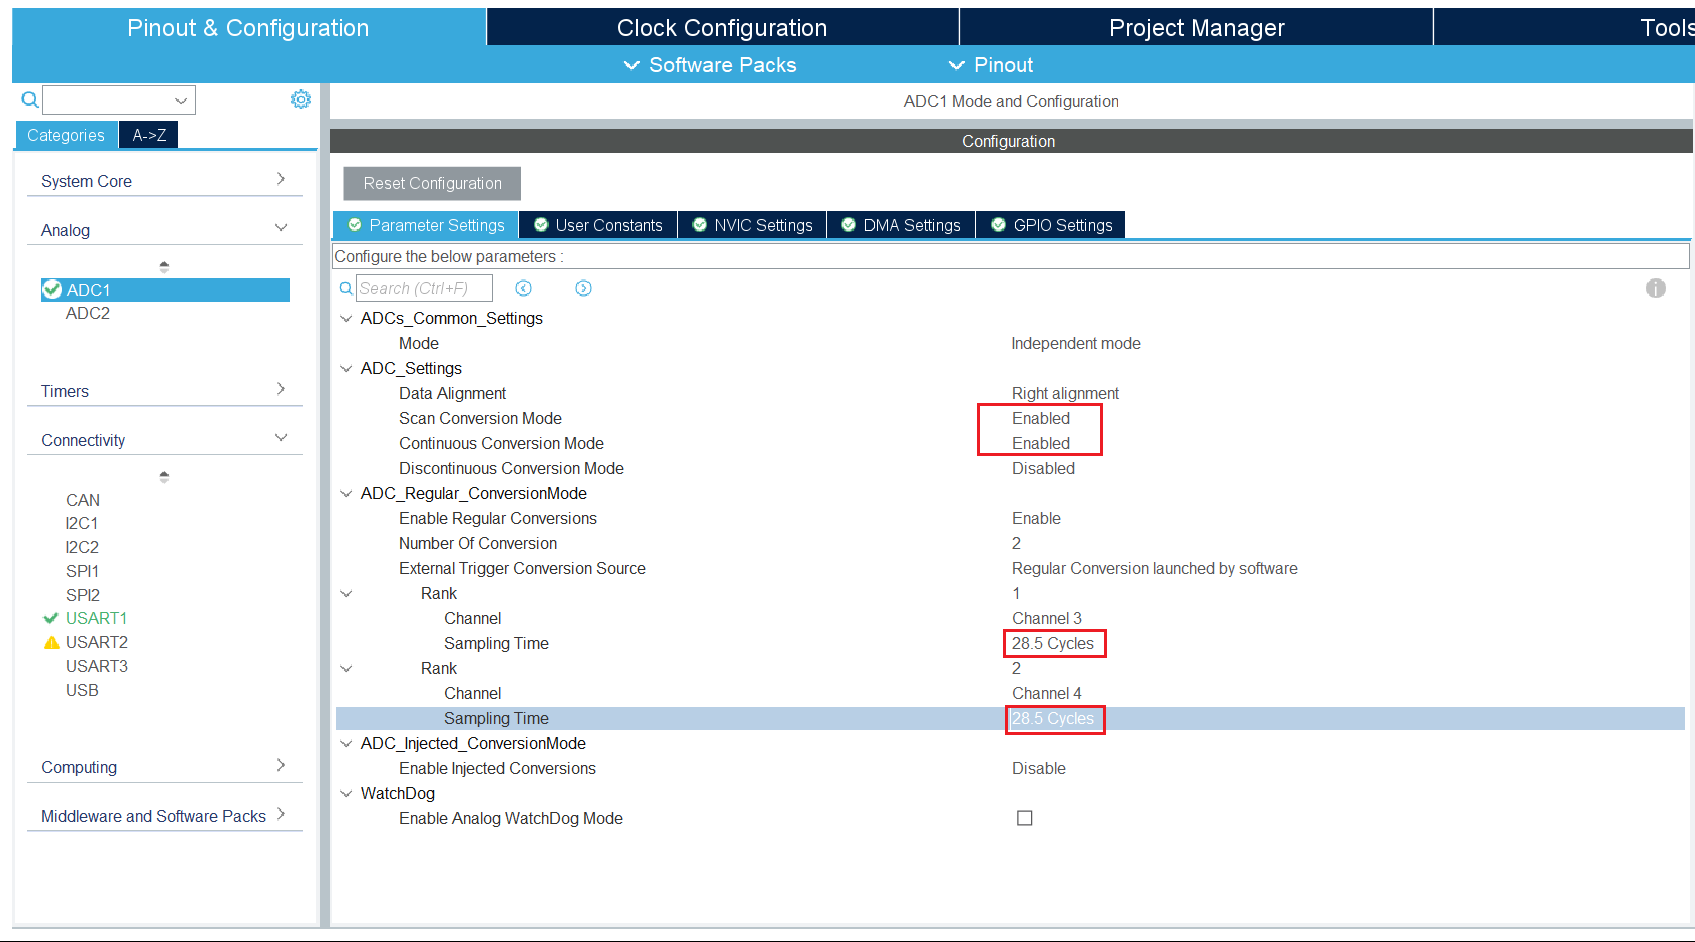 Pinout & Configuration
Clock Configuration
Project Manager
Tools
Software Packs
Pinout
Categories
A->Z
System Core
Analog
ADC1
ADC2
Timers
Connectivity
CAN
I2C1
I2C2
SPI1
SPI2
USART1
USART2
USART3
USB
Computing
Middleware and Software Packs
ADC1 Mode and Configuration
Configuration
Reset Configuration
Parameter Settings
User Constants
NVIC Settings
DMA Settings
GPIO Settings
Configure the below parameters :
Search (Ctrl+F)
ADCs_Common_Settings
Mode Independent mode
ADC_Settings
Data Alignment Right alignment
Scan Conversion Mode Enabled
Continuous Conversion Mode Enabled
Discontinuous Conversion Mode Disabled
ADC_Regular_ConversionMode
Enable Regular Conversions Enable
Number Of Conversion 2
External Trigger Conversion Source Regular Conversion launched by software
Rank 1
Channel Channel 3
Sampling Time 28.5 Cycles
Rank 2
Channel Channel 4
Sampling Time 28.5 Cycles
ADC_Injected_ConversionMode
Enable Injected Conversions Disable
WatchDog
Enable Analog WatchDog Mode